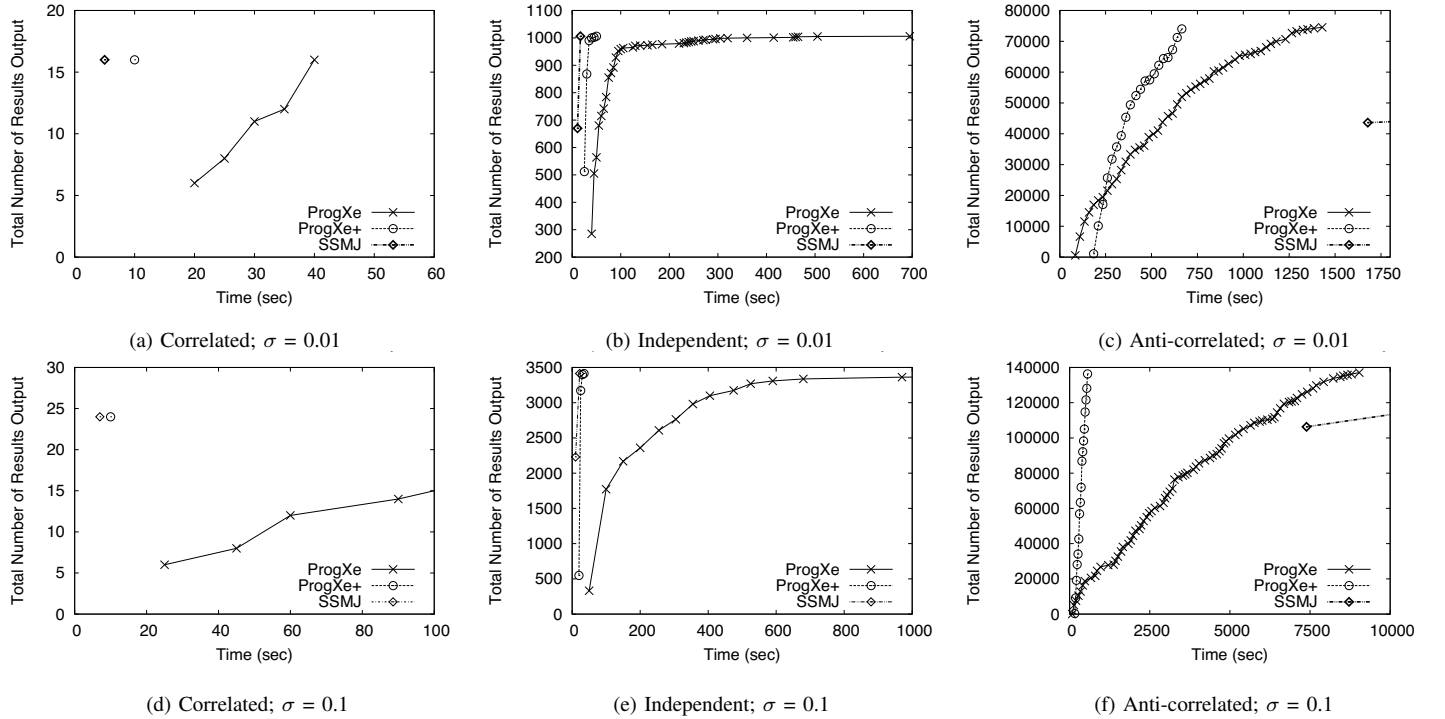 Total Number of Results Output
20
15
10
5
0
ProgXe
ProgXe+
SSMJ
0 10 20 30 40 50 60
Time (sec)
(a) Correlated; σ = 0.01
Total Number of Results Output
1100
1000
900
800
700
600
500
400
300
200
ProgXe
ProgXe+
SSMJ
0 100 200 300 400 500 600 700
Time (sec)
(b) Independent; σ = 0.01
Total Number of Results Output
80000
70000
60000
50000
40000
30000
20000
10000
0
ProgXe
ProgXe+
SSMJ
0 250 500 750 1000 1250 1500 1750
Time (sec)
(c) Anti-correlated; σ = 0.01
Total Number of Results Output
30
25
20
15
10
5
0
ProgXe
ProgXe+
SSMJ
0 20 40 60 80 100
Time (sec)
(d) Correlated; σ = 0.1
Total Number of Results Output
3500
3000
2500
2000
1500
1000
500
0
ProgXe
ProgXe+
SSMJ
0 200 400 600 800 1000
Time (sec)
(e) Independent; σ = 0.1
Total Number of Results Output
140000
120000
100000
80000
60000
40000
20000
0
ProgXe
ProgXe+
SSMJ
0 2500 5000 7500 10000
Time (sec)
(f) Anti-correlated; σ = 0.1